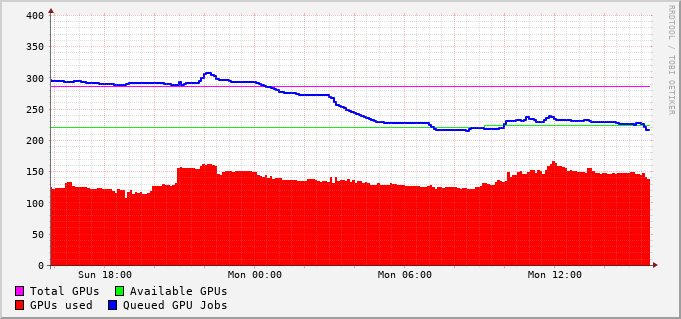 400
350
300
250
200
150
100
50
0
Sun 18:00 Mon 00:00 Mon 06:00 Mon 12:00
Total GPUs Available GPUs
GPUs used Queued GPU Jobs
RRDTOOL / TOBI OETIKER